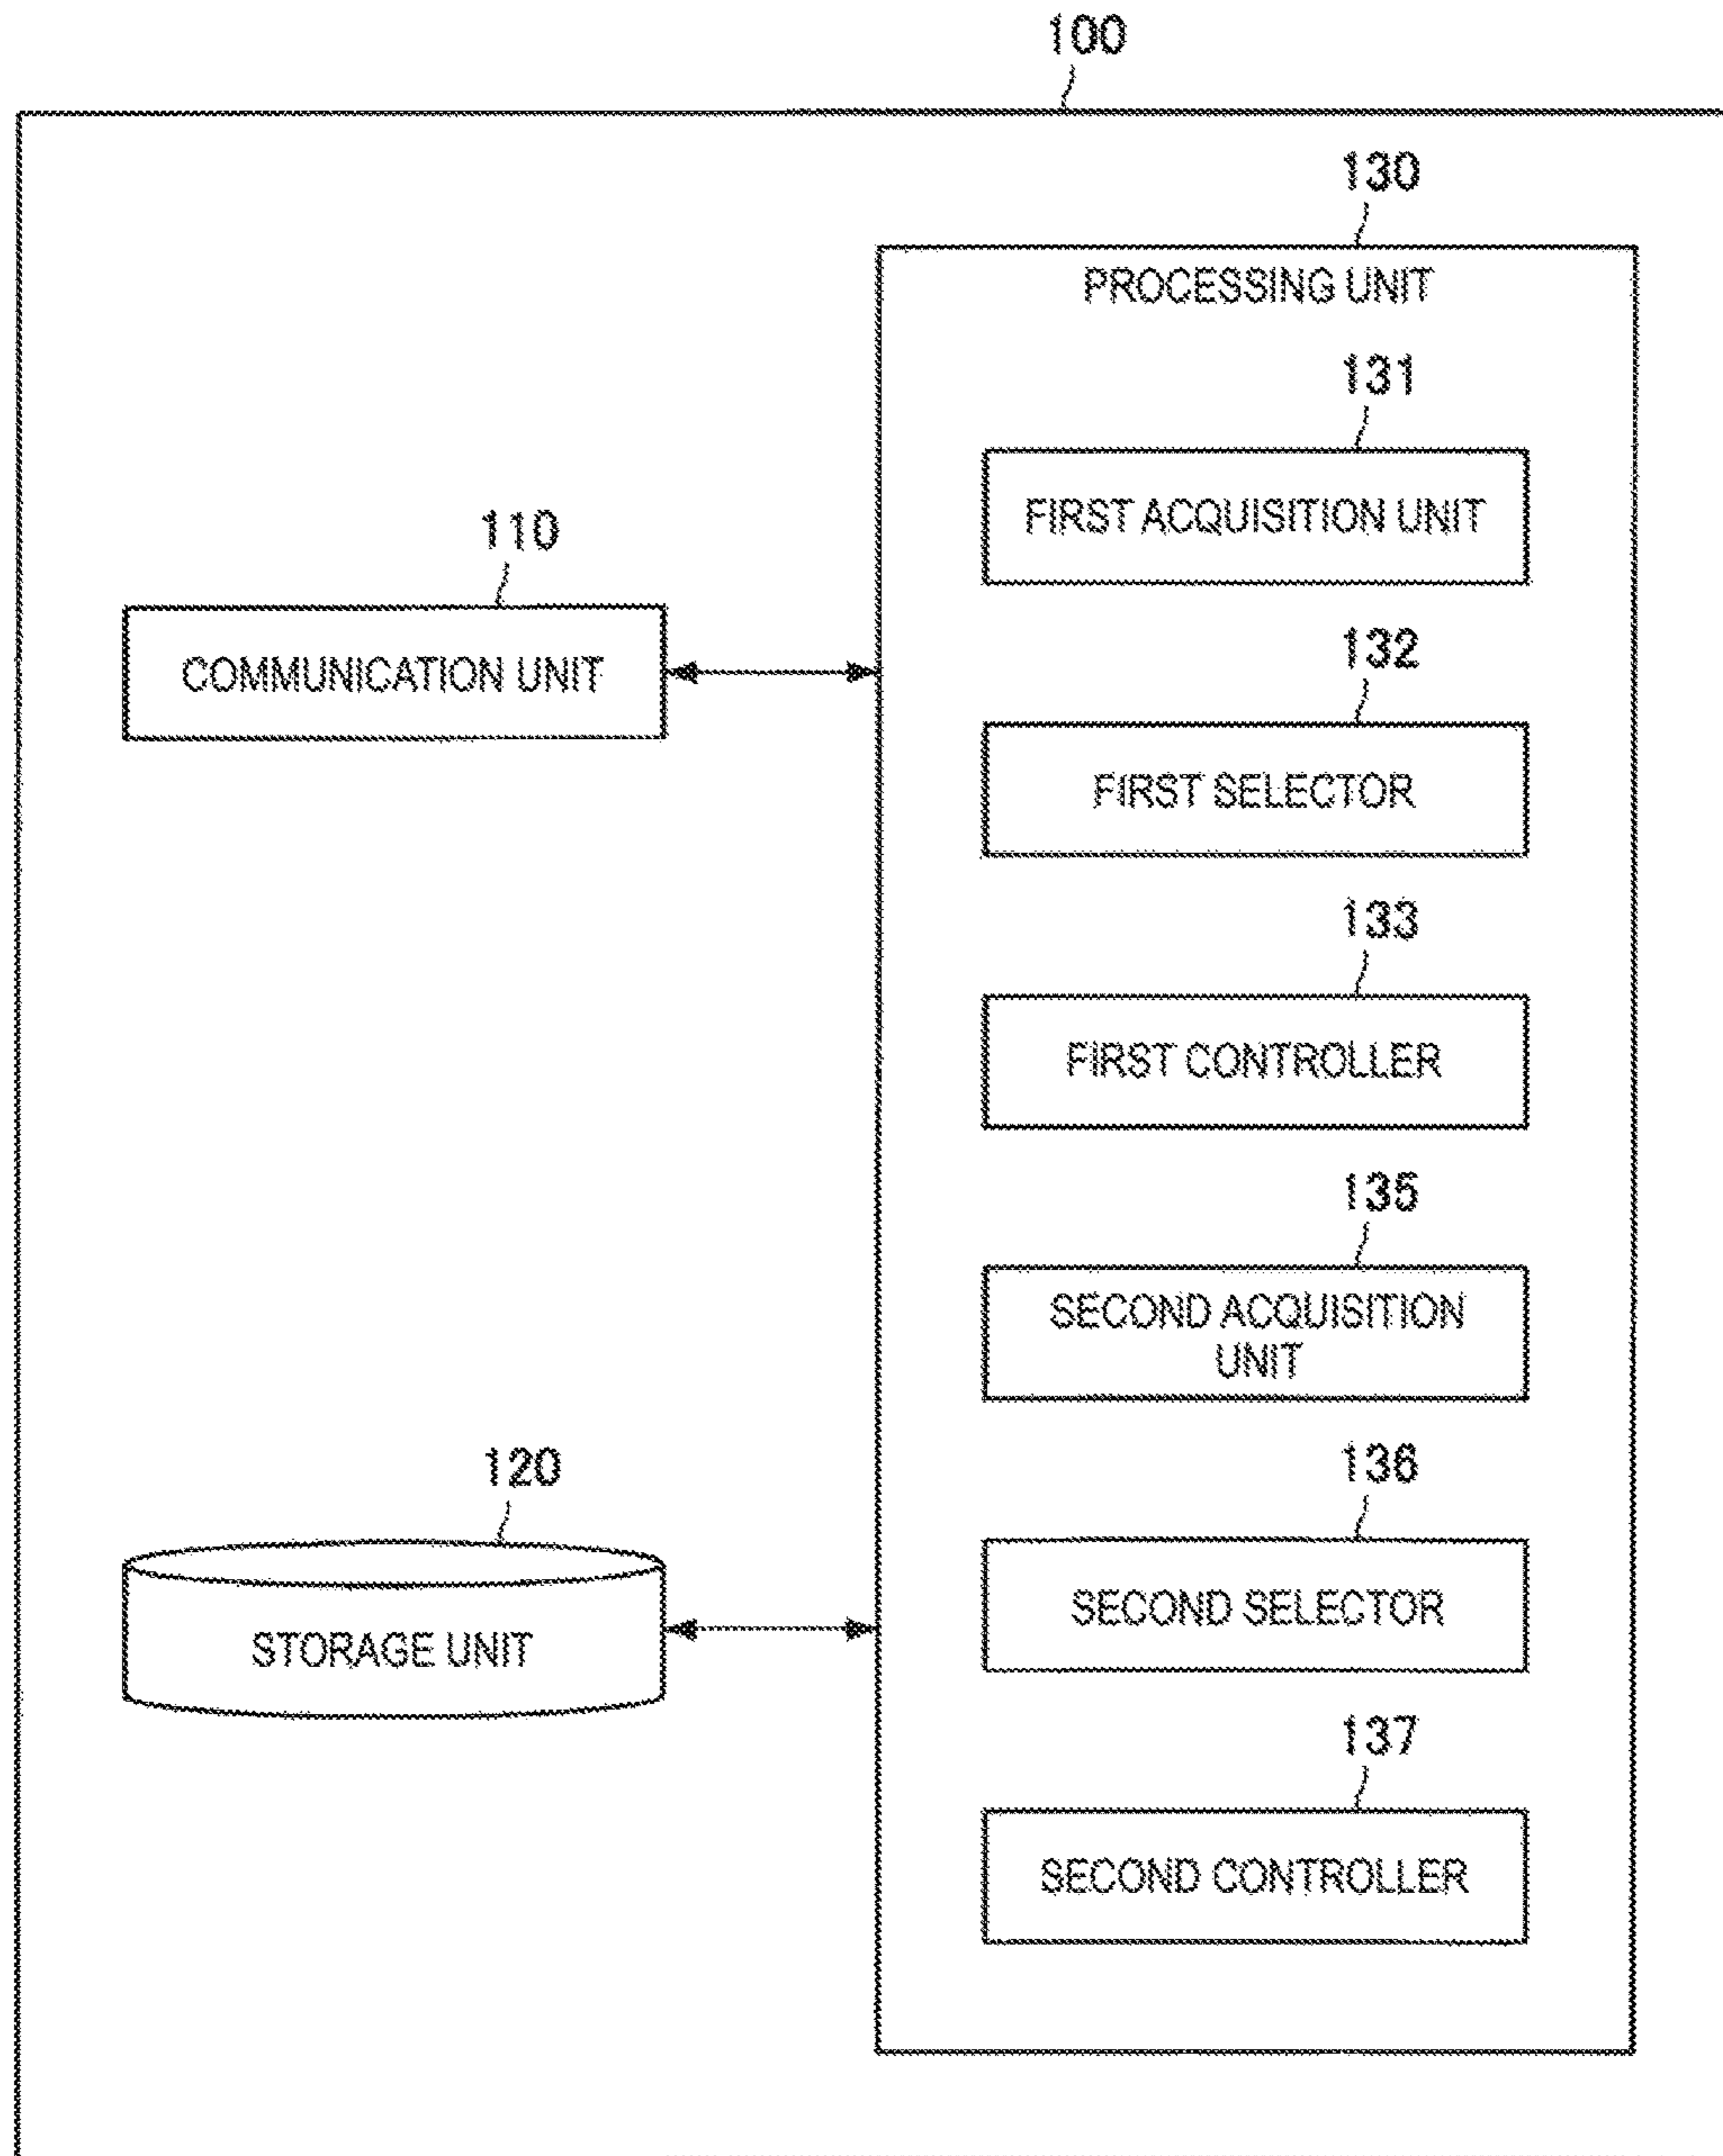 100
130
PROCESSING UNIT
131
FIRST ACQUISITION UNIT
110
COMMUNICATION UNIT
132
FIRST SELECTOR
133
FIRST CONTROLLER
135
SECOND ACQUISITION
UNIT
120
STORAGE UNIT
136
SECOND SELECTOR
137
SECOND CONTROLLER